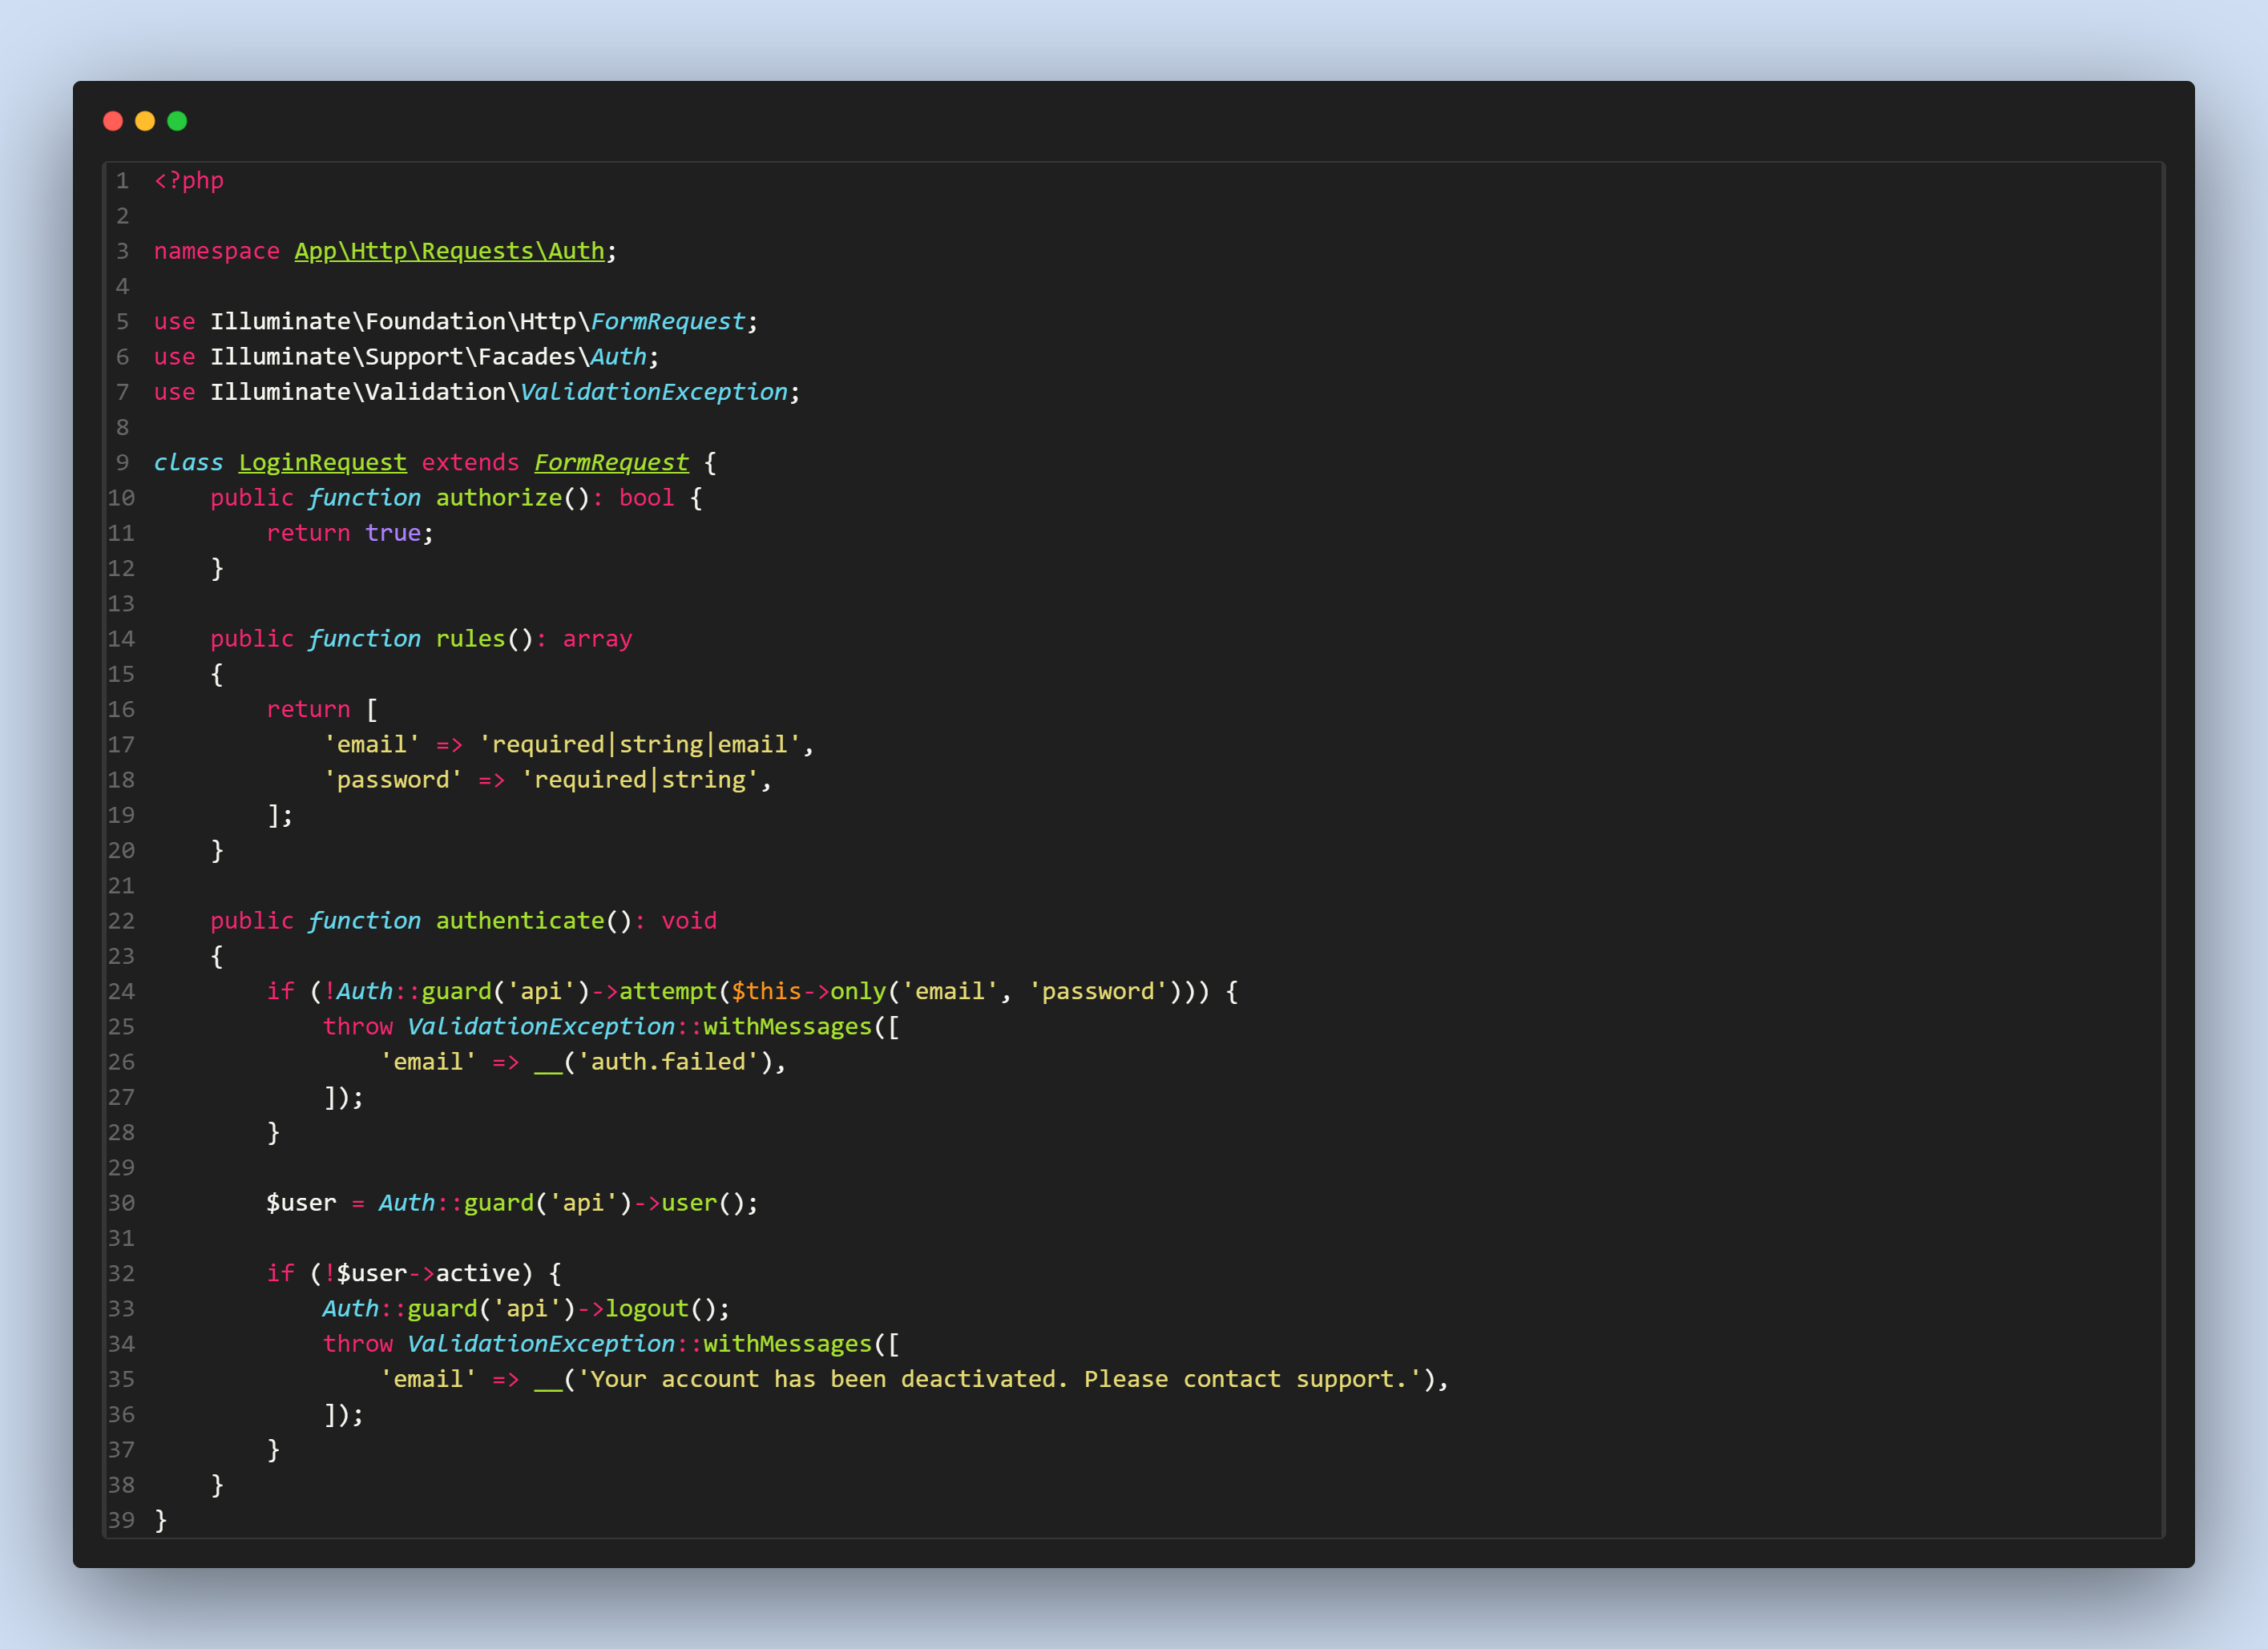 1 <?php
2
3 namespace App\Http\Requests\Auth;
4
5 use Illuminate\Foundation\Http\FormRequest;
6 use Illuminate\Support\Facades\Auth;
7 use Illuminate\Validation\ValidationException;
8
9 class LoginRequest extends FormRequest {
10     public function authorize(): bool {
11         return true;
12     }
13
14     public function rules(): array
15     {
16         return [
17             'email' => 'required|string|email',
18             'password' => 'required|string',
19         ];
20     }
21
22     public function authenticate(): void
23     {
24         if (!Auth::guard('api')->attempt($this->only('email', 'password'))) {
25             throw ValidationException::withMessages([
26                 'email' => __('auth.failed'),
27             ]);
28         }
29
30         $user = Auth::guard('api')->user();
31
32         if (!$user->active) {
33             Auth::guard('api')->logout();
34             throw ValidationException::withMessages([
35                 'email' => __('Your account has been deactivated. Please contact support.'),
36             ]);
37         }
38     }
39 }